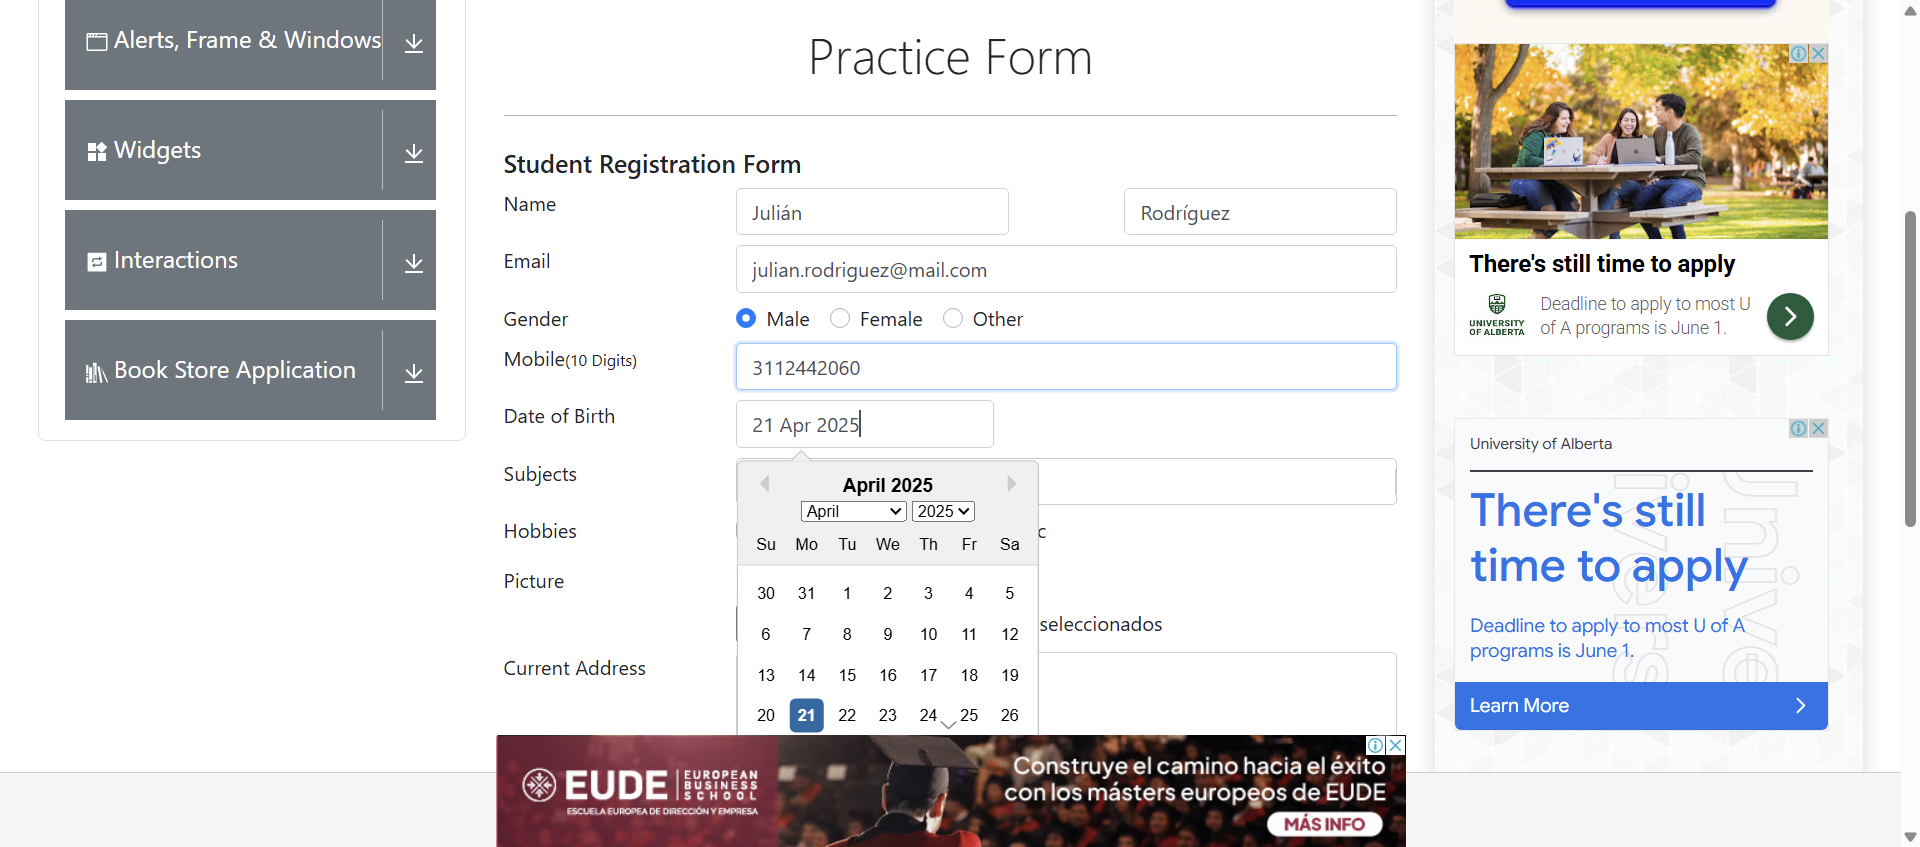 Alerts, Frame & Windows
Widgets
Interactions
Book Store Application
Practice Form
Student Registration Form
Name
Julián
Rodríguez
Email
julian.rodriguez@mail.com
Gender
Male
Female
Other
Mobile(10 Digits)
3112442060
Date of Birth
21 Apr 2025
Subjects
April 2025
April
2025
Su Mo Tu We Th Fr Sa
30 31 1 2 3 4 5
6 7 8 9 10 11 12
13 14 15 16 17 18 19
20 21 22 23 24 25 26
Hobbies
c
Picture
seleccionados
Current Address
There's still time to apply
UNIVERSITY
OF ALBERTA
Deadline to apply to most U
of A programs is June 1.
University of Alberta
There's still
time to apply
Deadline to apply to most U of A
programs is June 1.
Learn More
EUDE
EUROPEAN
BUSINESS
SCHOOL
ESCUELA EUROPEA DE DIRECCIÓN Y EMPRESA
Construye el camino hacia el éxito
con los másters europeos de EUDE
MÁS INFO